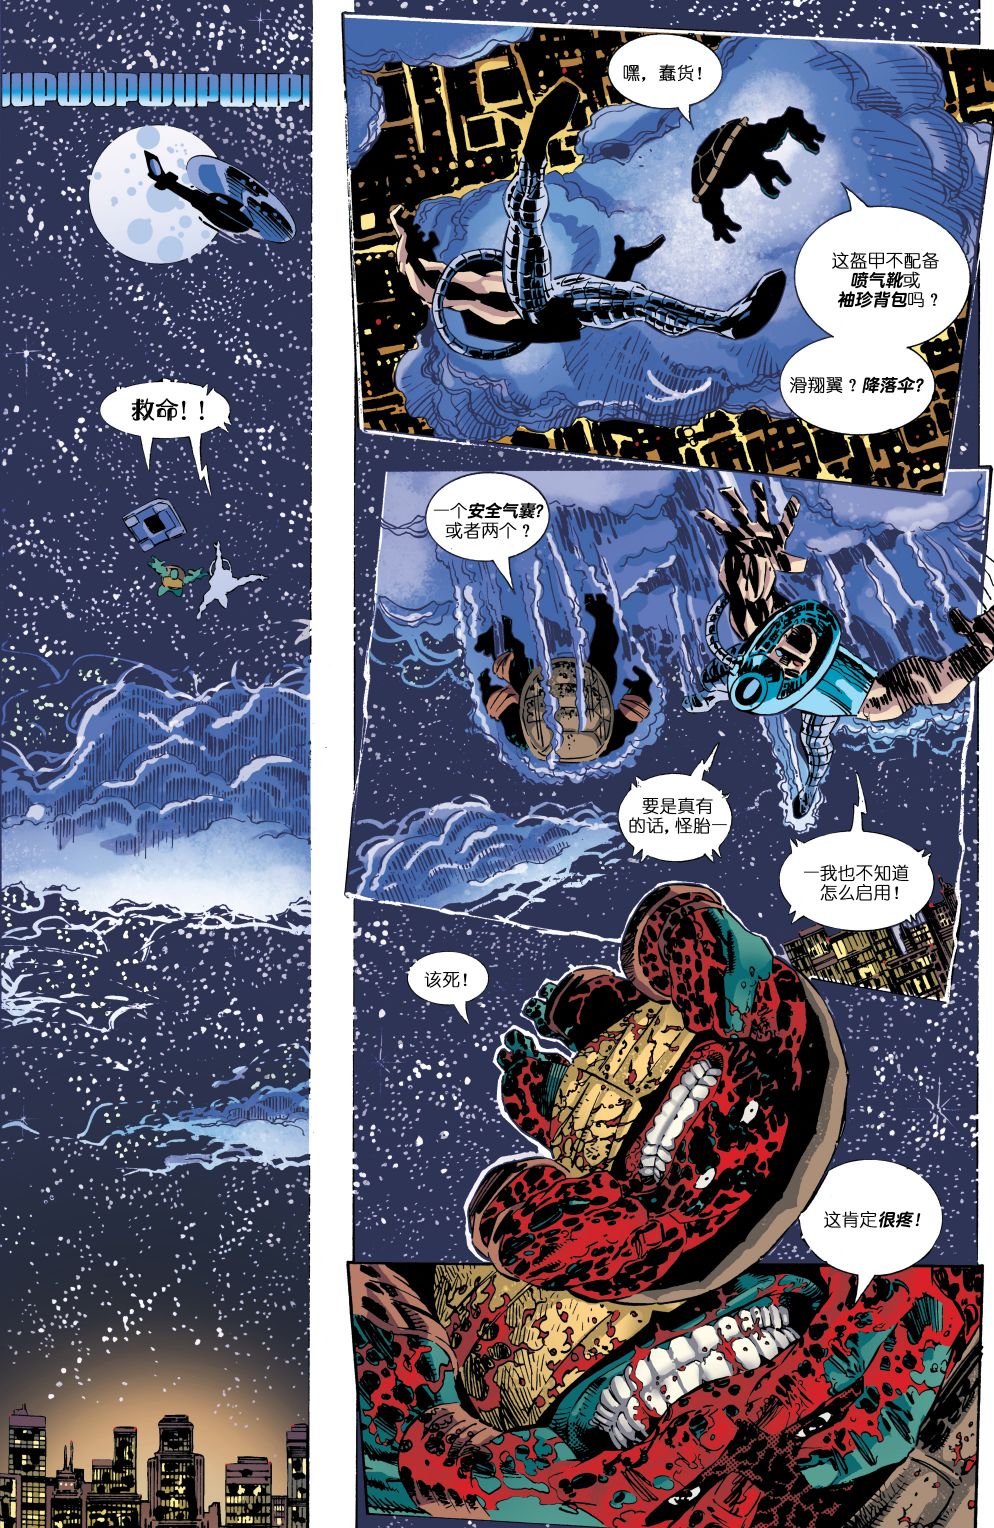 WUPWUPWUPWUPWUP
救命！！
嘿，蠢货！
这盔甲不配备
喷气靴或
袖珍背包吗？
滑翔翼？降落伞？
一个安全气囊？
或者两个？
要是真有
的话，怪胎—
—我也不知道
怎么启用！
该死！
这肯定很疼！